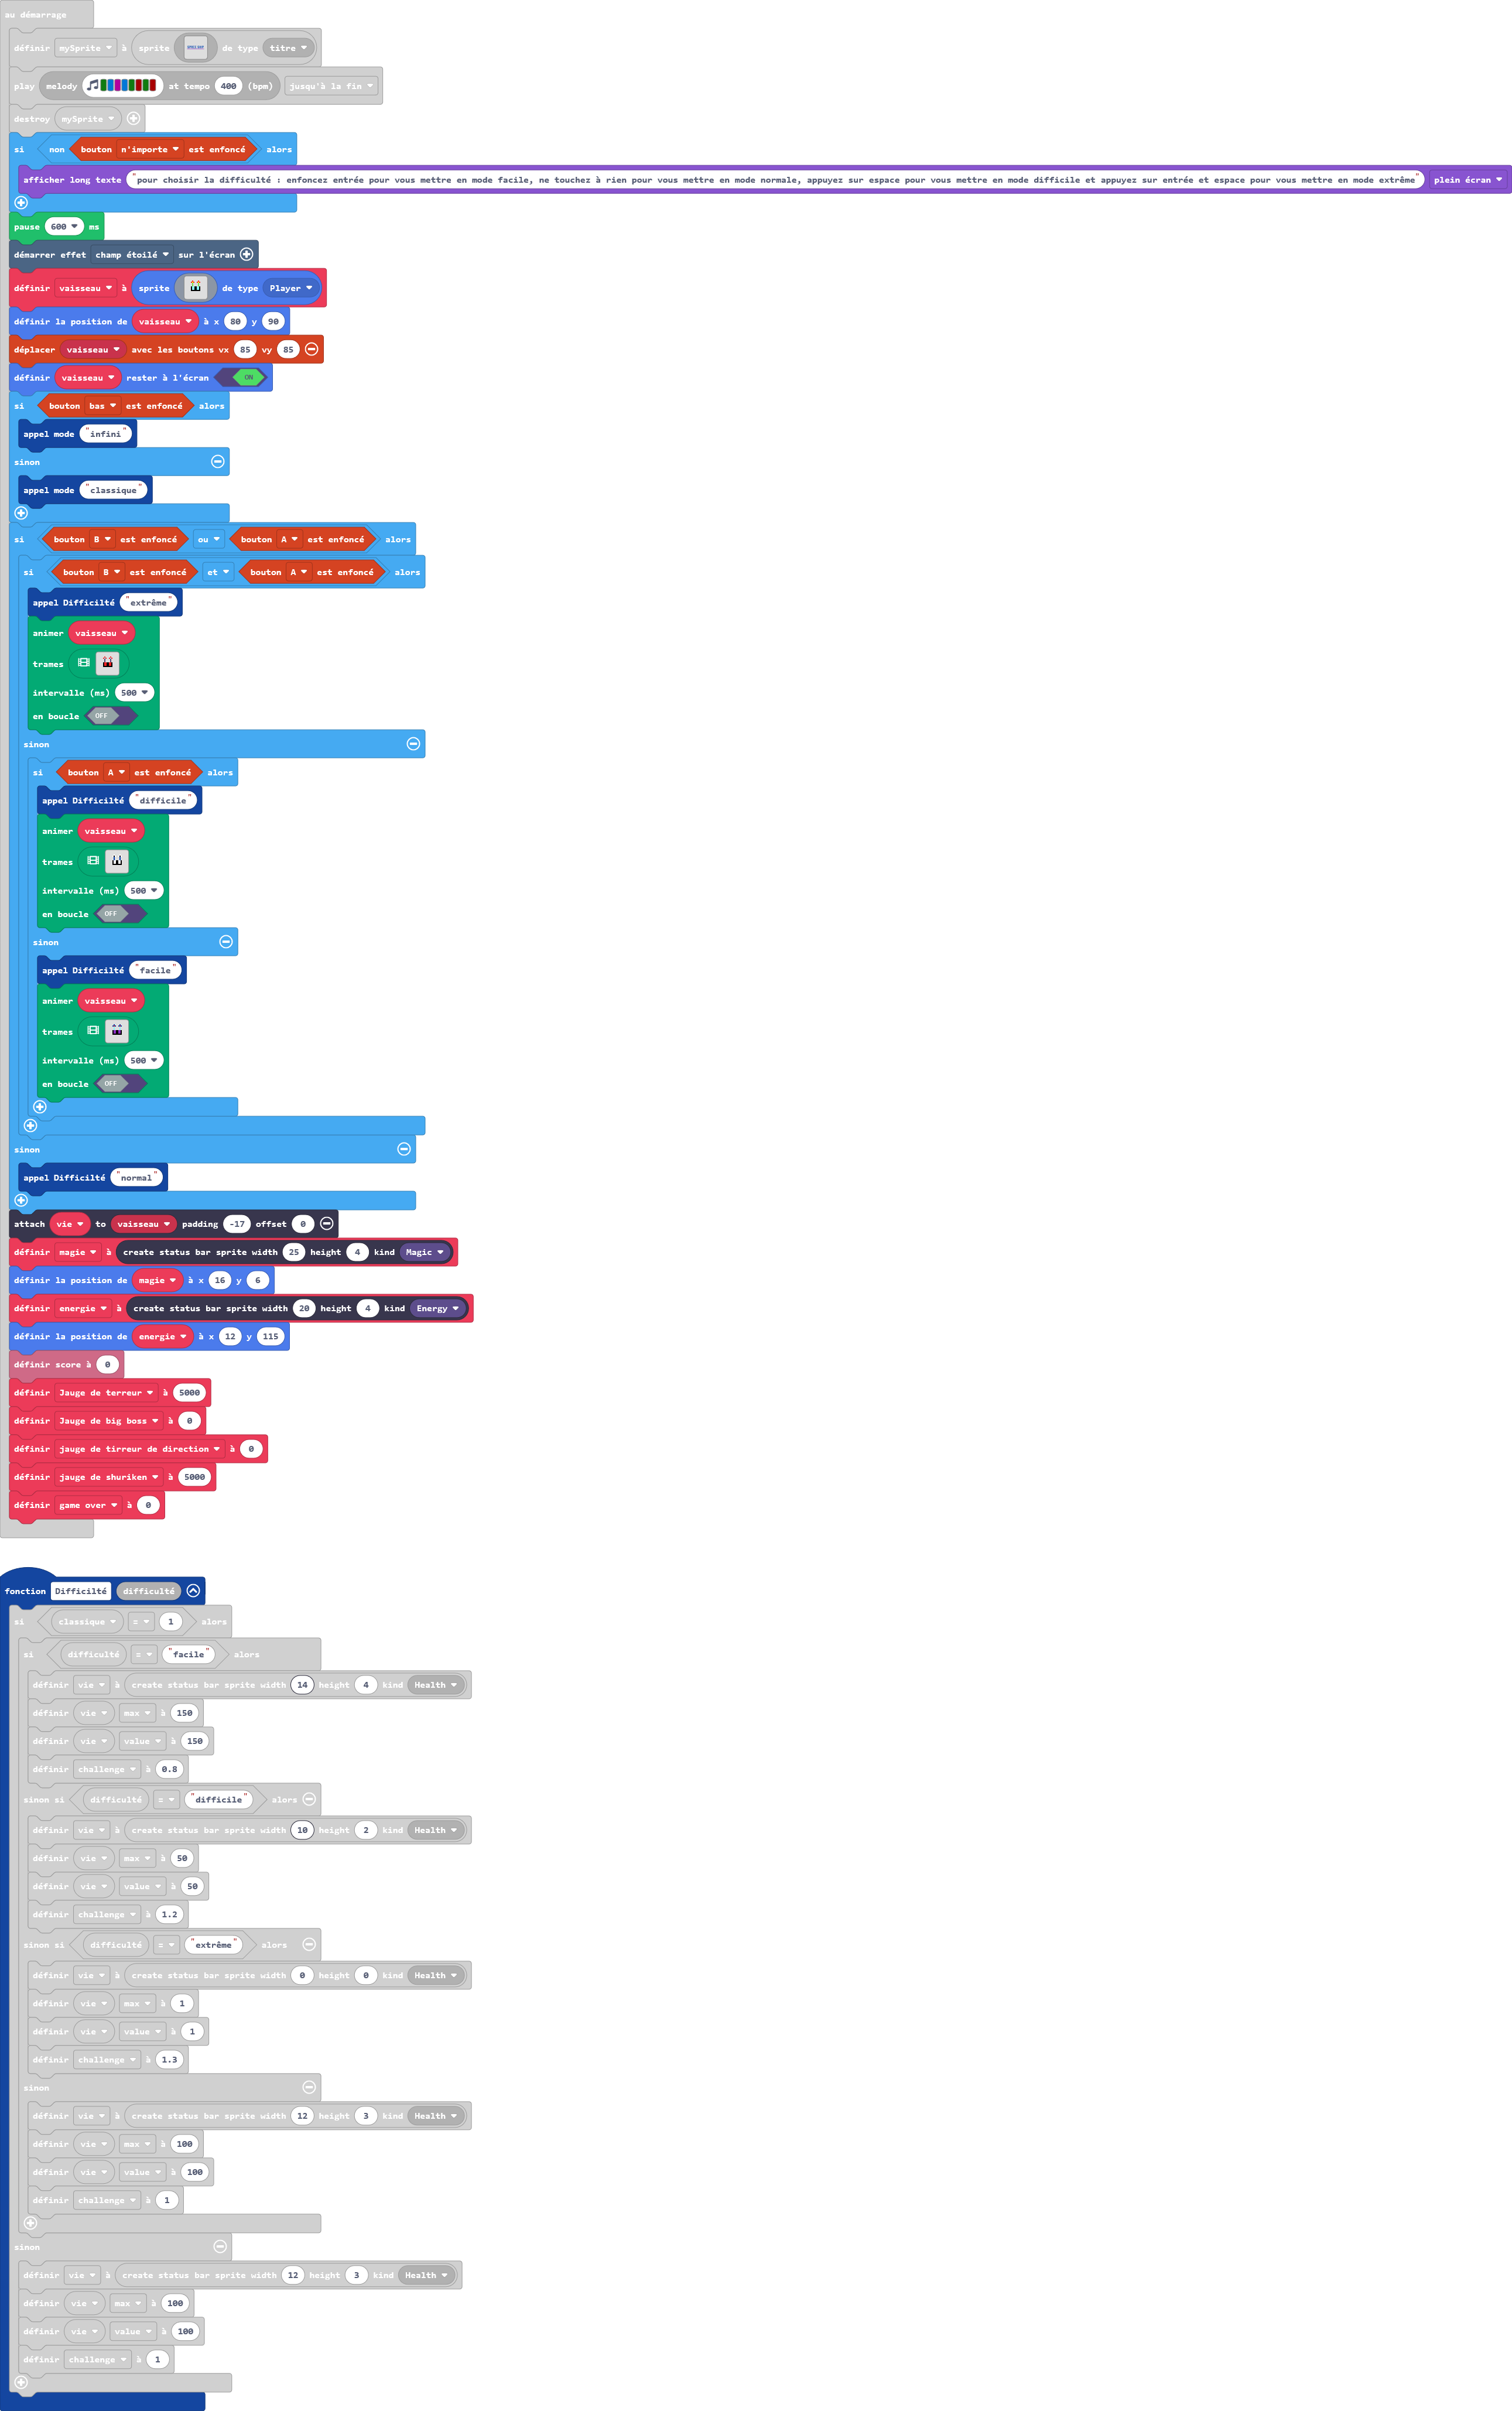 au démarrage
définir mySprite à sprite de type titre
play melody at tempo 400 (bpm) jusqu'à la fin
destroy mySprite
si non bouton n'importe est enfoncé alors
afficher long texte "pour choisir la difficulté : enfoncez entrée pour vous mettre en mode facile, ne touchez à rien pour vous mettre en mode normale, appuyez sur espace pour vous mettre en mode difficile et appuyez sur entrée et espace pour vous mettre en mode extrême" plein écran
pause 600 ms
démarrer effet champ étoilé sur l'écran
définir vaisseau à sprite de type Player
définir la position de vaisseau à x 80 y 90
déplacer vaisseau avec les boutons vx 85 vy 85
définir vaisseau rester à l'écran ON
si bouton bas est enfoncé alors
appel mode "infini"
sinon
appel mode "classique"
si bouton B est enfoncé ou bouton A est enfoncé alors
si bouton B est enfoncé et bouton A est enfoncé alors
appel Difficilté "extrême"
animer vaisseau
trames
intervalle (ms) 500
en boucle OFF
sinon
si bouton A est enfoncé alors
appel Difficilté "difficile"
animer vaisseau
trames
intervalle (ms) 500
en boucle OFF
sinon
appel Difficilté "facile"
animer vaisseau
trames
intervalle (ms) 500
en boucle OFF
sinon
appel Difficilté "normal"
attach vie to vaisseau padding -17 offset 0
définir magie à create status bar sprite width 25 height 4 kind Magic
définir la position de magie à x 16 y 6
définir energie à create status bar sprite width 20 height 4 kind Energy
définir la position de energie à x 12 y 115
définir score à 0
définir Jauge de terreur à 5000
définir Jauge de big boss à 0
définir jauge de tirreur de direction à 0
définir jauge de shuriken à 5000
définir game over à 0
fonction Difficilté difficulté
si classique = 1 alors
si difficulté = "facile" alors
définir vie à create status bar sprite width 14 height 4 kind Health
définir vie max à 150
définir vie value à 150
définir challenge à 0.8
sinon si difficulté = "difficile" alors
définir vie à create status bar sprite width 10 height 2 kind Health
définir vie max à 50
définir vie value à 50
définir challenge à 1.2
sinon si difficulté = "extrême" alors
définir vie à create status bar sprite width 0 height 0 kind Health
définir vie max à 1
définir vie value à 1
définir challenge à 1.3
sinon
définir vie à create status bar sprite width 12 height 3 kind Health
définir vie max à 100
définir vie value à 100
définir challenge à 1
sinon
définir vie à create status bar sprite width 12 height 3 kind Health
définir vie max à 100
définir vie value à 100
définir challenge à 1